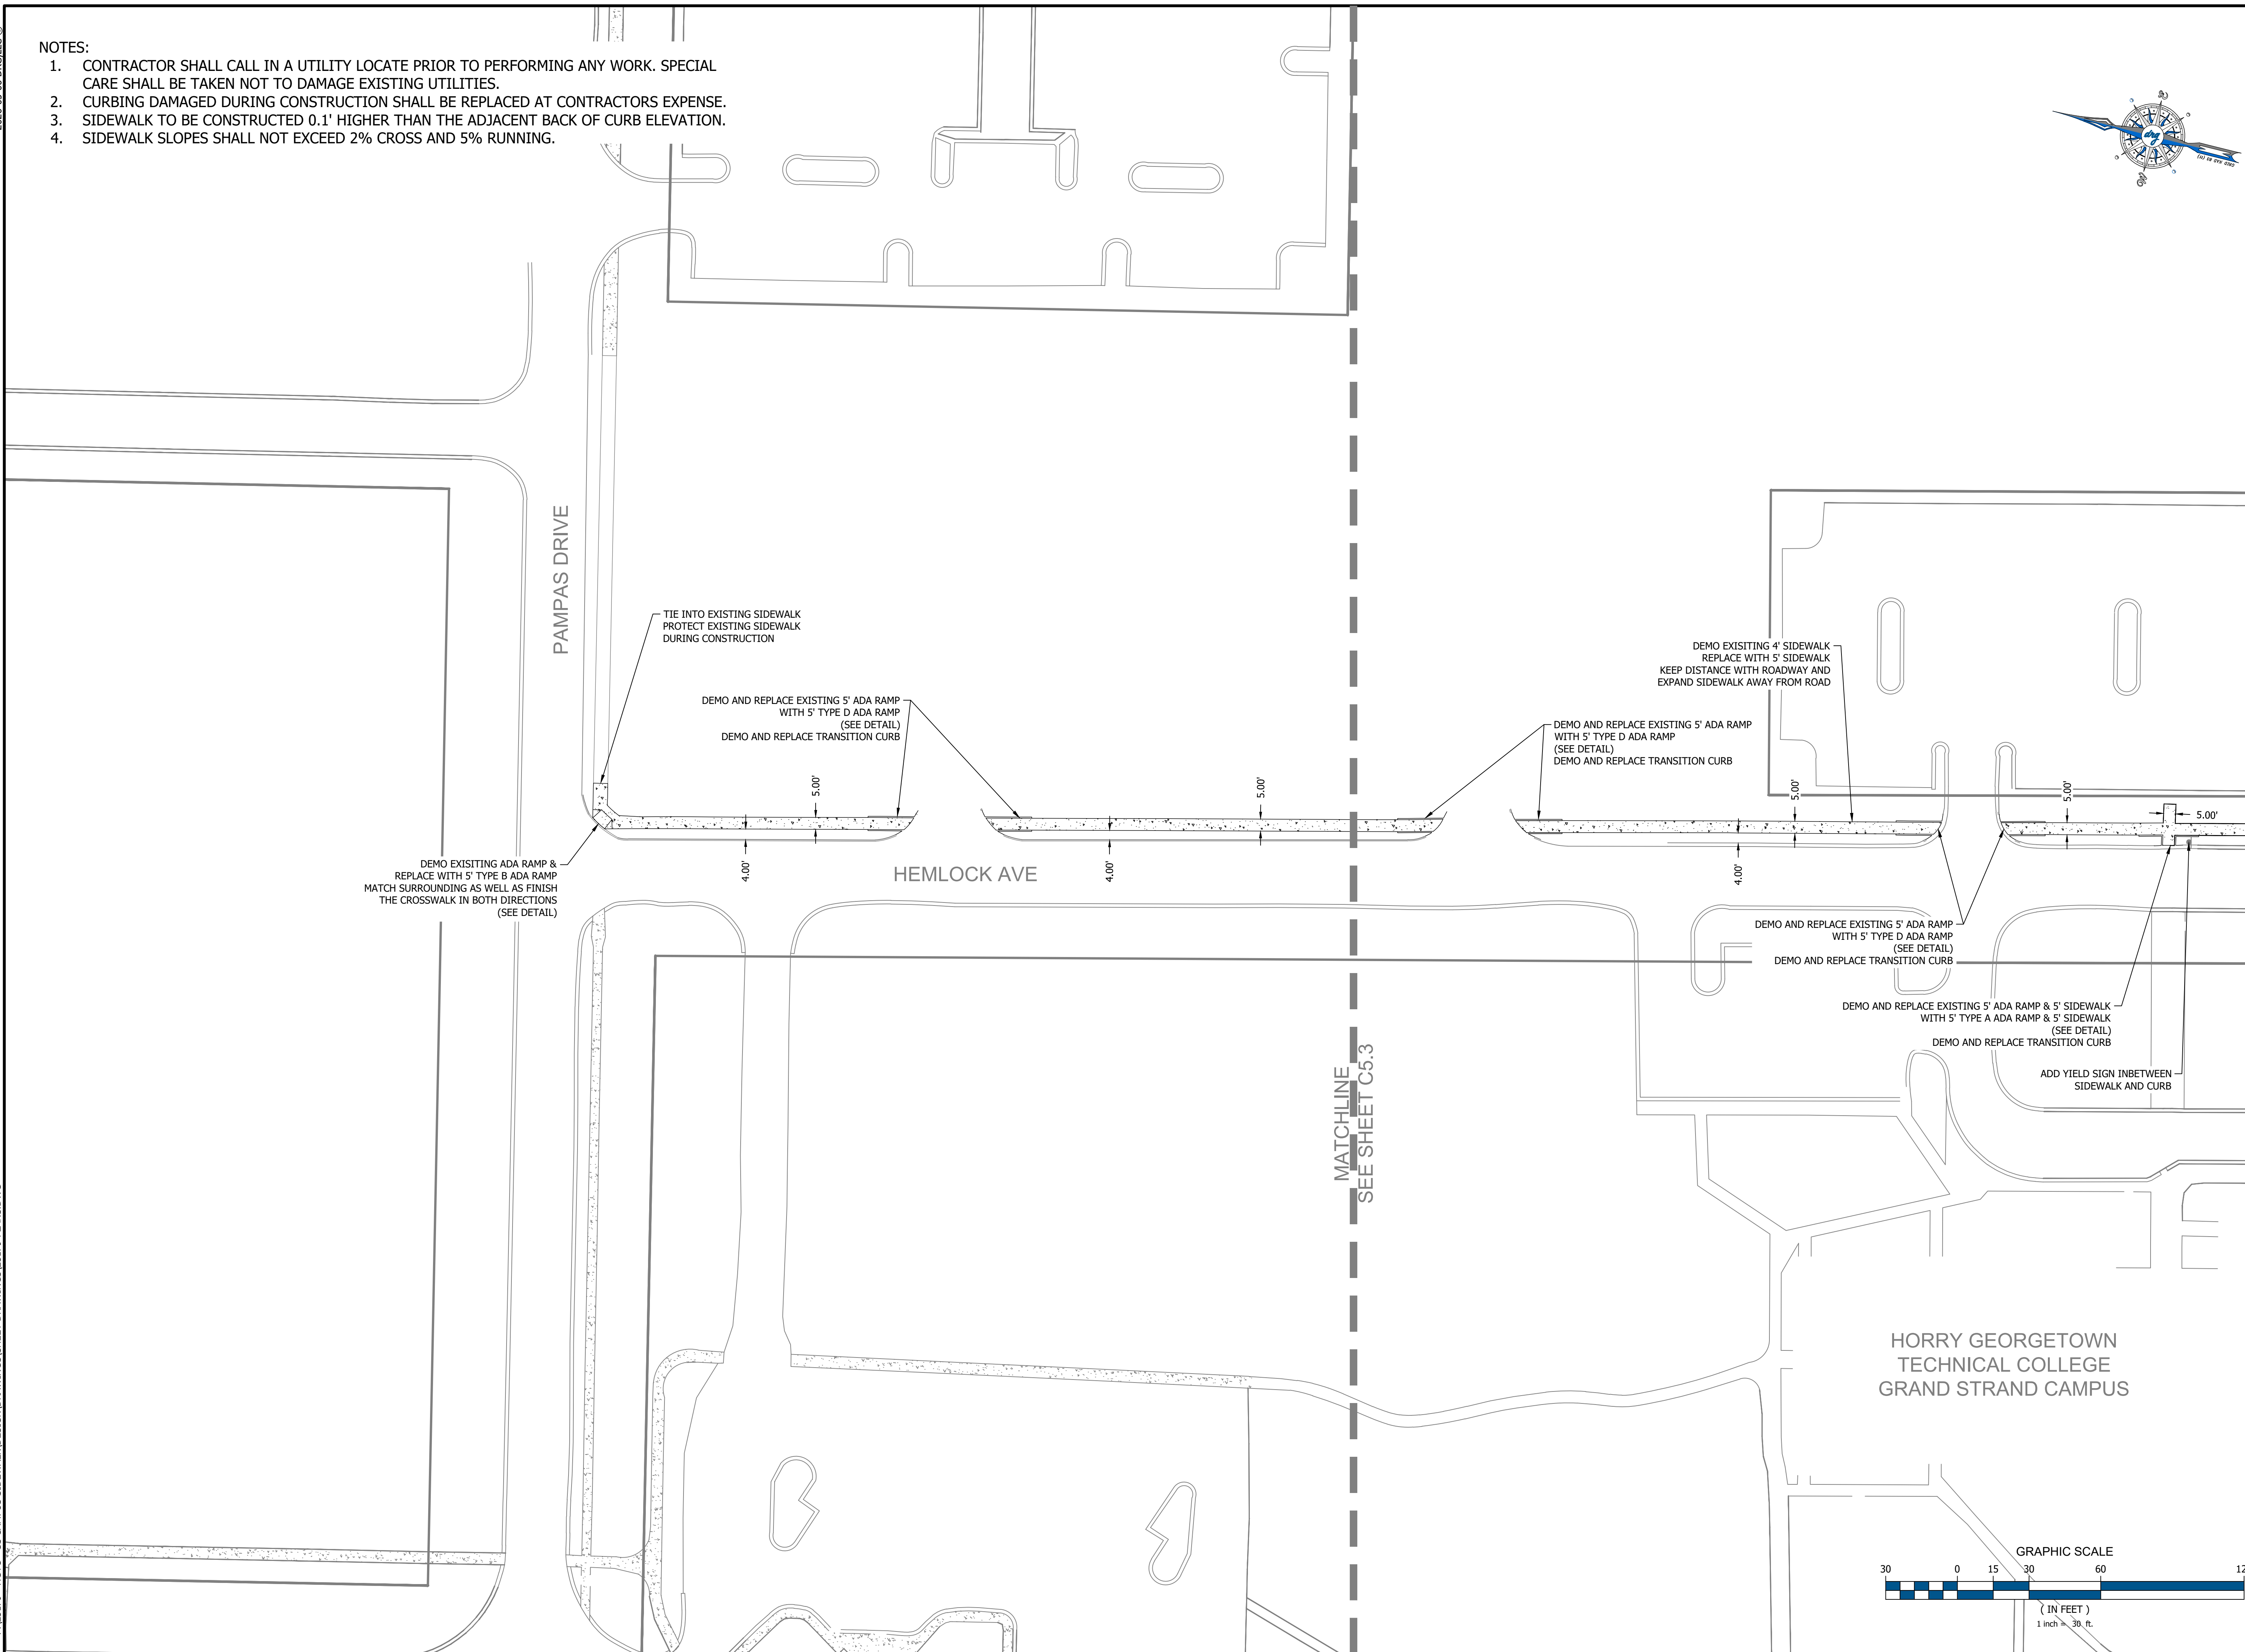 NOTES:
1. CONTRACTOR SHALL CALL IN A UTILITY LOCATE PRIOR TO PERFORMING ANY WORK. SPECIAL
CARE SHALL BE TAKEN NOT TO DAMAGE EXISTING UTILITIES.
2. CURBING DAMAGED DURING CONSTRUCTION SHALL BE REPLACED AT CONTRACTORS EXPENSE.
3. SIDEWALK TO BE CONSTRUCTED 0.1' HIGHER THAN THE ADJACENT BACK OF CURB ELEVATION.
4. SIDEWALK SLOPES SHALL NOT EXCEED 2% CROSS AND 5% RUNNING.
drg
PAMPAS DRIVE
TIE INTO EXISTING SIDEWALK
PROTECT EXISTING SIDEWALK
DURING CONSTRUCTION
DEMO AND REPLACE EXISTING 5' ADA RAMP
WITH 5' TYPE D ADA RAMP
(SEE DETAIL)
DEMO AND REPLACE TRANSITION CURB
DEMO EXISITING 4' SIDEWALK
REPLACE WITH 5' SIDEWALK
KEEP DISTANCE WITH ROADWAY AND
EXPAND SIDEWALK AWAY FROM ROAD
DEMO AND REPLACE EXISTING 5' ADA RAMP
WITH 5' TYPE D ADA RAMP
(SEE DETAIL)
DEMO AND REPLACE TRANSITION CURB
5.00'
5.00'
5.00'
5.00'
5.00'
4.00'
4.00'
4.00'
DEMO EXISITING ADA RAMP &
REPLACE WITH 5' TYPE B ADA RAMP
MATCH SURROUNDING AS WELL AS FINISH
THE CROSSWALK IN BOTH DIRECTIONS
(SEE DETAIL)
HEMLOCK AVE
DEMO AND REPLACE EXISTING 5' ADA RAMP
WITH 5' TYPE D ADA RAMP
(SEE DETAIL)
DEMO AND REPLACE TRANSITION CURB
DEMO AND REPLACE EXISTING 5' ADA RAMP & 5' SIDEWALK
WITH 5' TYPE A ADA RAMP & 5' SIDEWALK
(SEE DETAIL)
DEMO AND REPLACE TRANSITION CURB
ADD YIELD SIGN INBETWEEN
SIDEWALK AND CURB
MATCHLINE
SEE SHEET C5.3
HORRY GEORGETOWN
TECHNICAL COLLEGE
GRAND STRAND CAMPUS
GRAPHIC SCALE
30 0 15 30 60
( IN FEET )
1 inch = 30 ft.